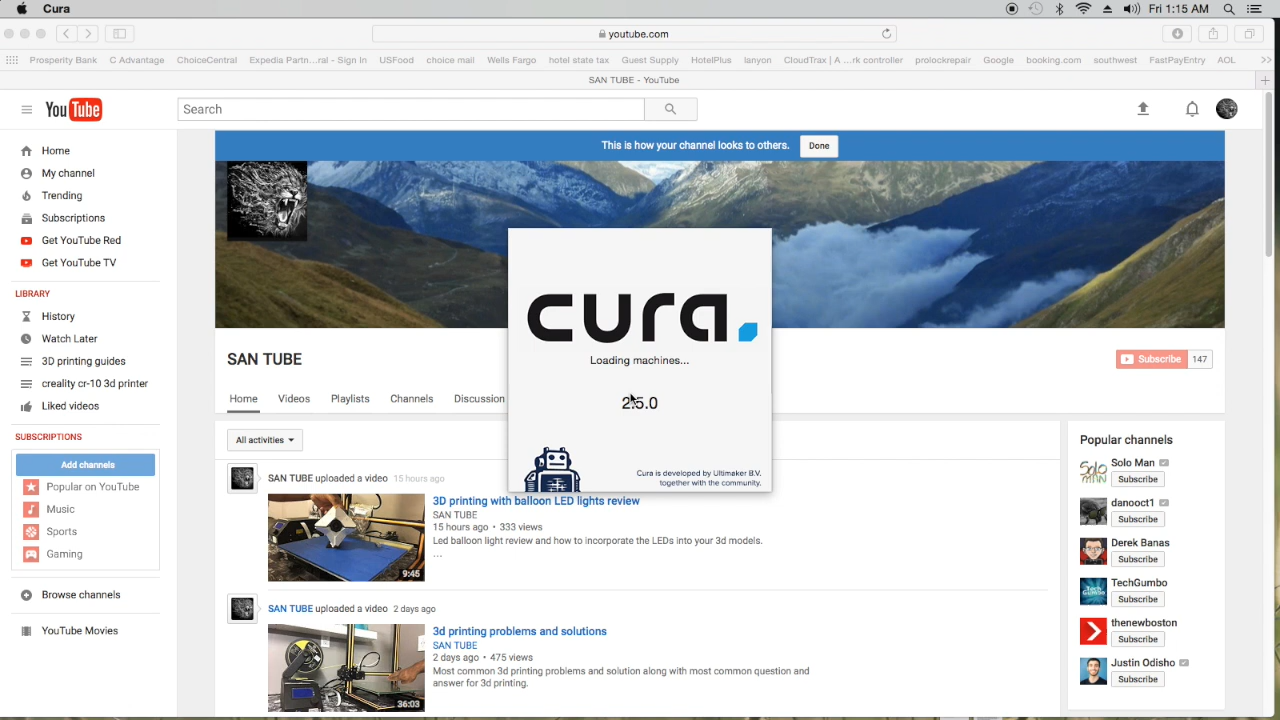 Cura
Fri 1:15 AM
youtube.com
Prosperity Bank C Advantage ChoiceCentral Expedia Partn...ral - Sign In USFood choice mail Wells Fargo hotel state tax Guest Supply HotelPlus lanyon CloudTrax | A ...rk controller prolockrepair Google booking.com southwest FastPayEntry AOL >>
SAN TUBE - YouTube
YouTube
Search
This is how your channel looks to others. Done
Home
My channel
Trending
Subscriptions
Get YouTube Red
Get YouTube TV
LIBRARY
History
Watch Later
3D printing guides
creality cr-10 3d printer
Liked videos
SUBSCRIPTIONS
Add channels
Popular on YouTube
Music
Sports
Gaming
Browse channels
YouTube Movies
cura.
Loading machines...
2.5.0
Cura is developed by Ultimaker B.V.
together with the community.
SAN TUBE
Subscribe 147
Home Videos Playlists Channels Discussion
All activities
SAN TUBE uploaded a video 15 hours ago
3D printing with balloon LED lights review
SAN TUBE
15 hours ago • 333 views
Led balloon light review and how to incorporate the LEDs into your 3d models.
...
9:45
SAN TUBE uploaded a video 2 days ago
3d printing problems and solutions
SAN TUBE
2 days ago • 475 views
Most common 3d printing problems and solution along with most common question and
answer for 3d printing.
36:03
Popular channels
Solo Man
Subscribe
danooct1
Subscribe
Derek Banas
Subscribe
TechGumbo
Subscribe
thenewboston
Subscribe
Justin Odisho
Subscribe